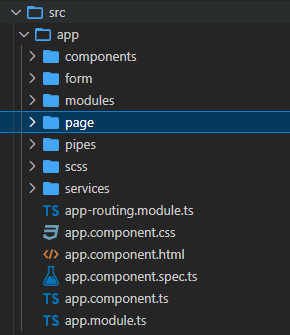 src
app
components
form
modules
page
pipes
scss
services
TS app-routing.module.ts
app.component.css
app.component.html
app.component.spec.ts
TS app.component.ts
TS app.module.ts